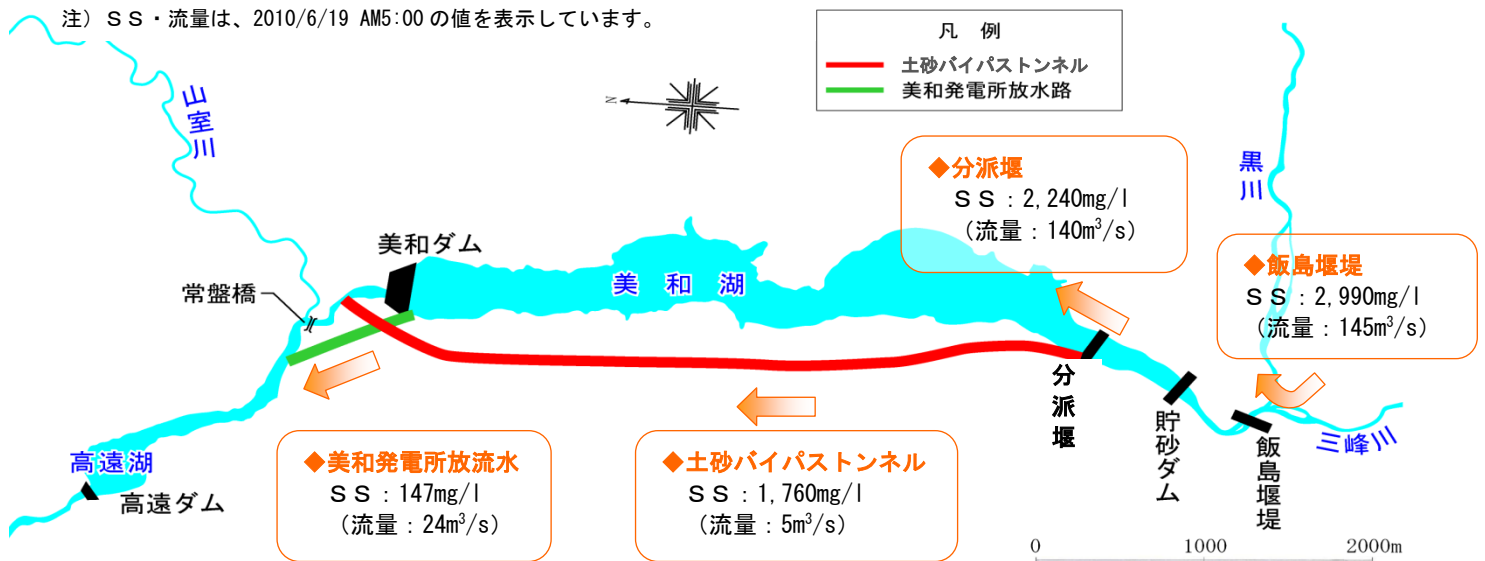 注）ＳＳ・流量は、2010/6/19 AM5:00 の値を表示しています。
凡 例
土砂バイパストンネル
美和発電所放水路
N
山室川
黒川
◆分派堰
ＳＳ：2,240mg/l
（流量：140m³/s）
◆飯島堰堤
ＳＳ：2,990mg/l
（流量：145m³/s）
美和ダム
美和湖
常盤橋
分派堰
貯砂ダム
飯島堰堤
三峰川
高遠湖
高遠ダム
◆美和発電所放流水
ＳＳ：147mg/l
（流量：24m³/s）
◆土砂バイパストンネル
ＳＳ：1,760mg/l
（流量：5m³/s）
0 1000 2000m